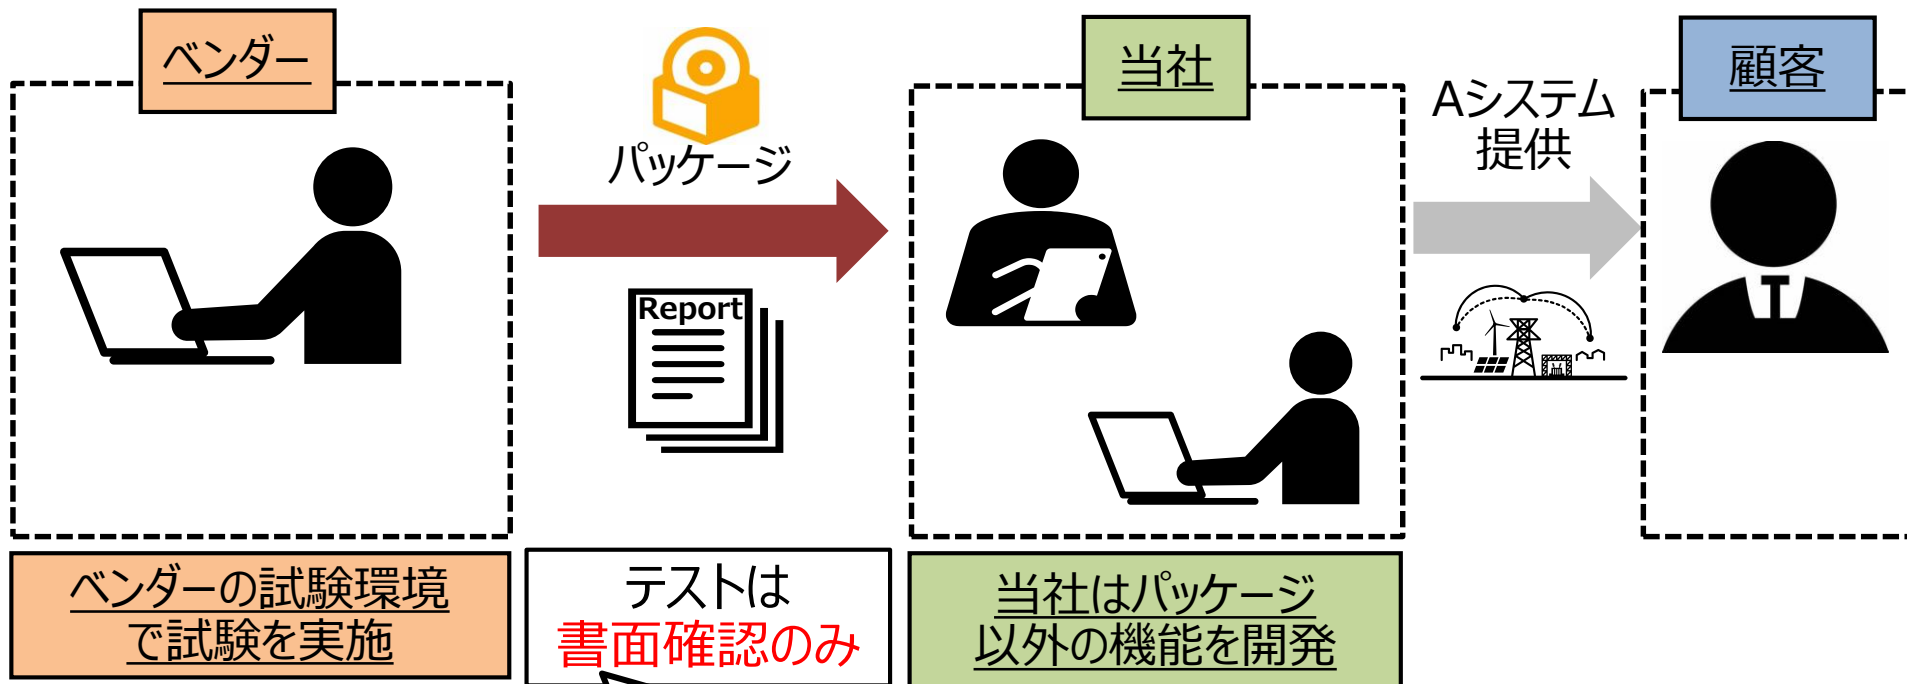 ベンダー
パッケージ
Report
当社
Aシステム
提供
顧客
ベンダーの試験環境
で試験を実施
テストは
書面確認のみ
当社はパッケージ
以外の機能を開発